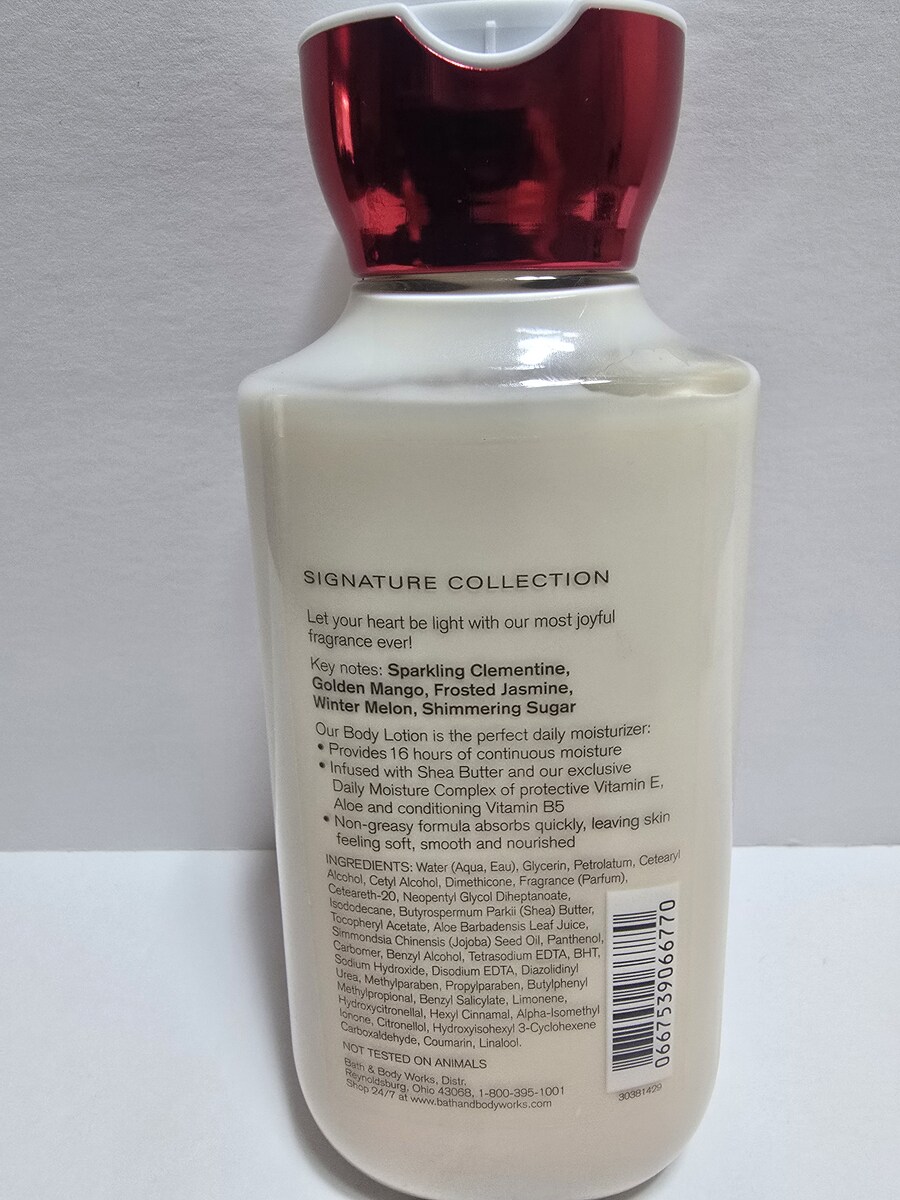 SIGNATURE COLLECTION
Let your heart be light with our most joyful
fragrance ever!
Key notes: Sparkling Clementine,
Golden Mango, Frosted Jasmine,
Winter Melon, Shimmering Sugar
Our Body Lotion is the perfect daily moisturizer:
• Provides 16 hours of continuous moisture
• Infused with Shea Butter and our exclusive
Daily Moisture Complex of protective Vitamin E,
Aloe and conditioning Vitamin B5
• Non-greasy formula absorbs quickly, leaving skin
feeling soft, smooth and nourished
INGREDIENTS: Water (Aqua, Eau), Glycerin, Petrolatum, Cetearyl
Alcohol, Cetyl Alcohol, Dimethicone, Fragrance (Parfum),
Ceteareth-20, Neopentyl Glycol Diheptanoate,
Isododecane, Butyrospermum Parkii (Shea) Butter,
Tocopheryl Acetate, Aloe Barbadensis Leaf Juice,
Simmondsia Chinensis (Jojoba) Seed Oil, Panthenol,
Carbomer, Benzyl Alcohol, Tetrasodium EDTA, BHT,
Sodium Hydroxide, Disodium EDTA, Diazolidinyl
Urea, Methylparaben, Propylparaben, Butylphenyl
Methylpropional, Benzyl Salicylate, Limonene,
Hydroxycitronellal, Hexyl Cinnamal, Alpha-Isomethyl
Ionone, Citronellol, Hydroxyisohexyl 3-Cyclohexene
Carboxaldehyde, Coumarin, Linalool.
NOT TESTED ON ANIMALS
Bath & Body Works, Distr.
Reynoldsburg, Ohio 43068, 1-800-395-1001
Shop 24/7 at www.bathandbodyworks.com
0667539066770
30381429